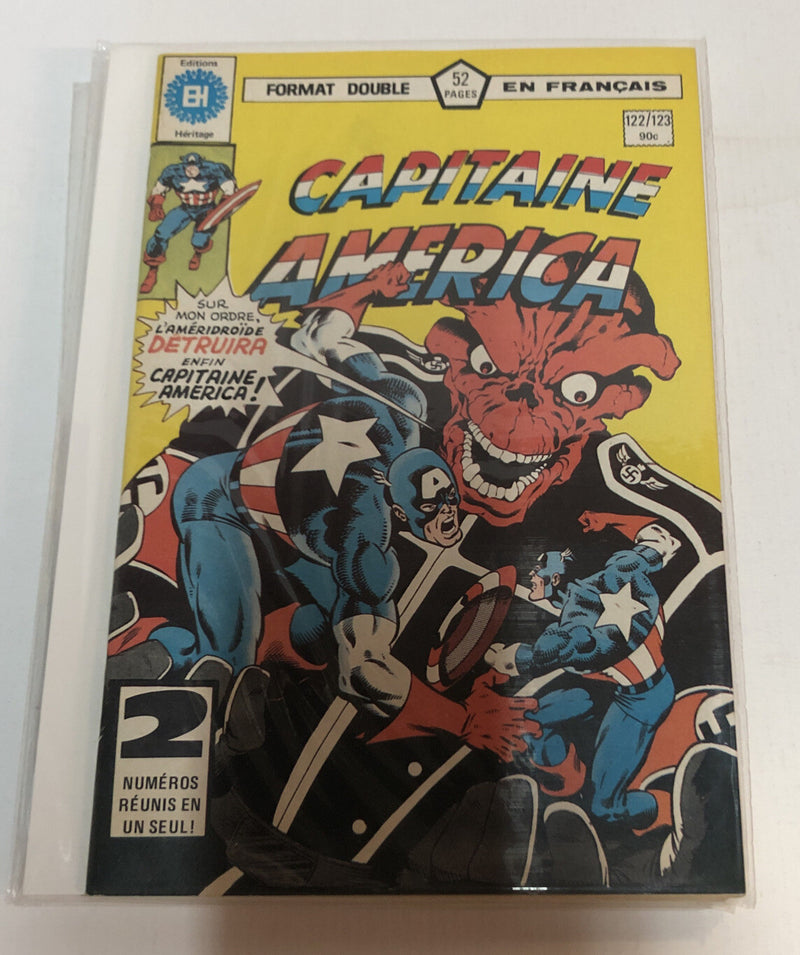 Editions
EH
Héritage
FORMAT DOUBLE
52
PAGES
EN FRANÇAIS
122/123
90c
CAPITAINE
AMERICA
SUR
MON ORDRE,
L'AMÉRIDROÏDE
DÉTRUIRA
ENFIN
CAPITAINE
AMERICA!
A
2
NUMÉROS
RÉUNIS EN
UN SEUL!